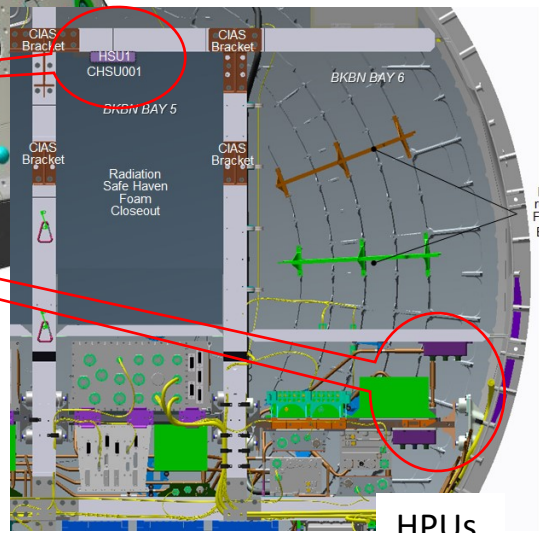 CIAS
Bracket
HSU1
CHSU001
CIAS
Bracket
BKBN BAY 5
BKBN BAY 6
CIAS
Bracket
CIAS
Bracket
Radiation
Safe Haven
Foam
Closeout
HPUs